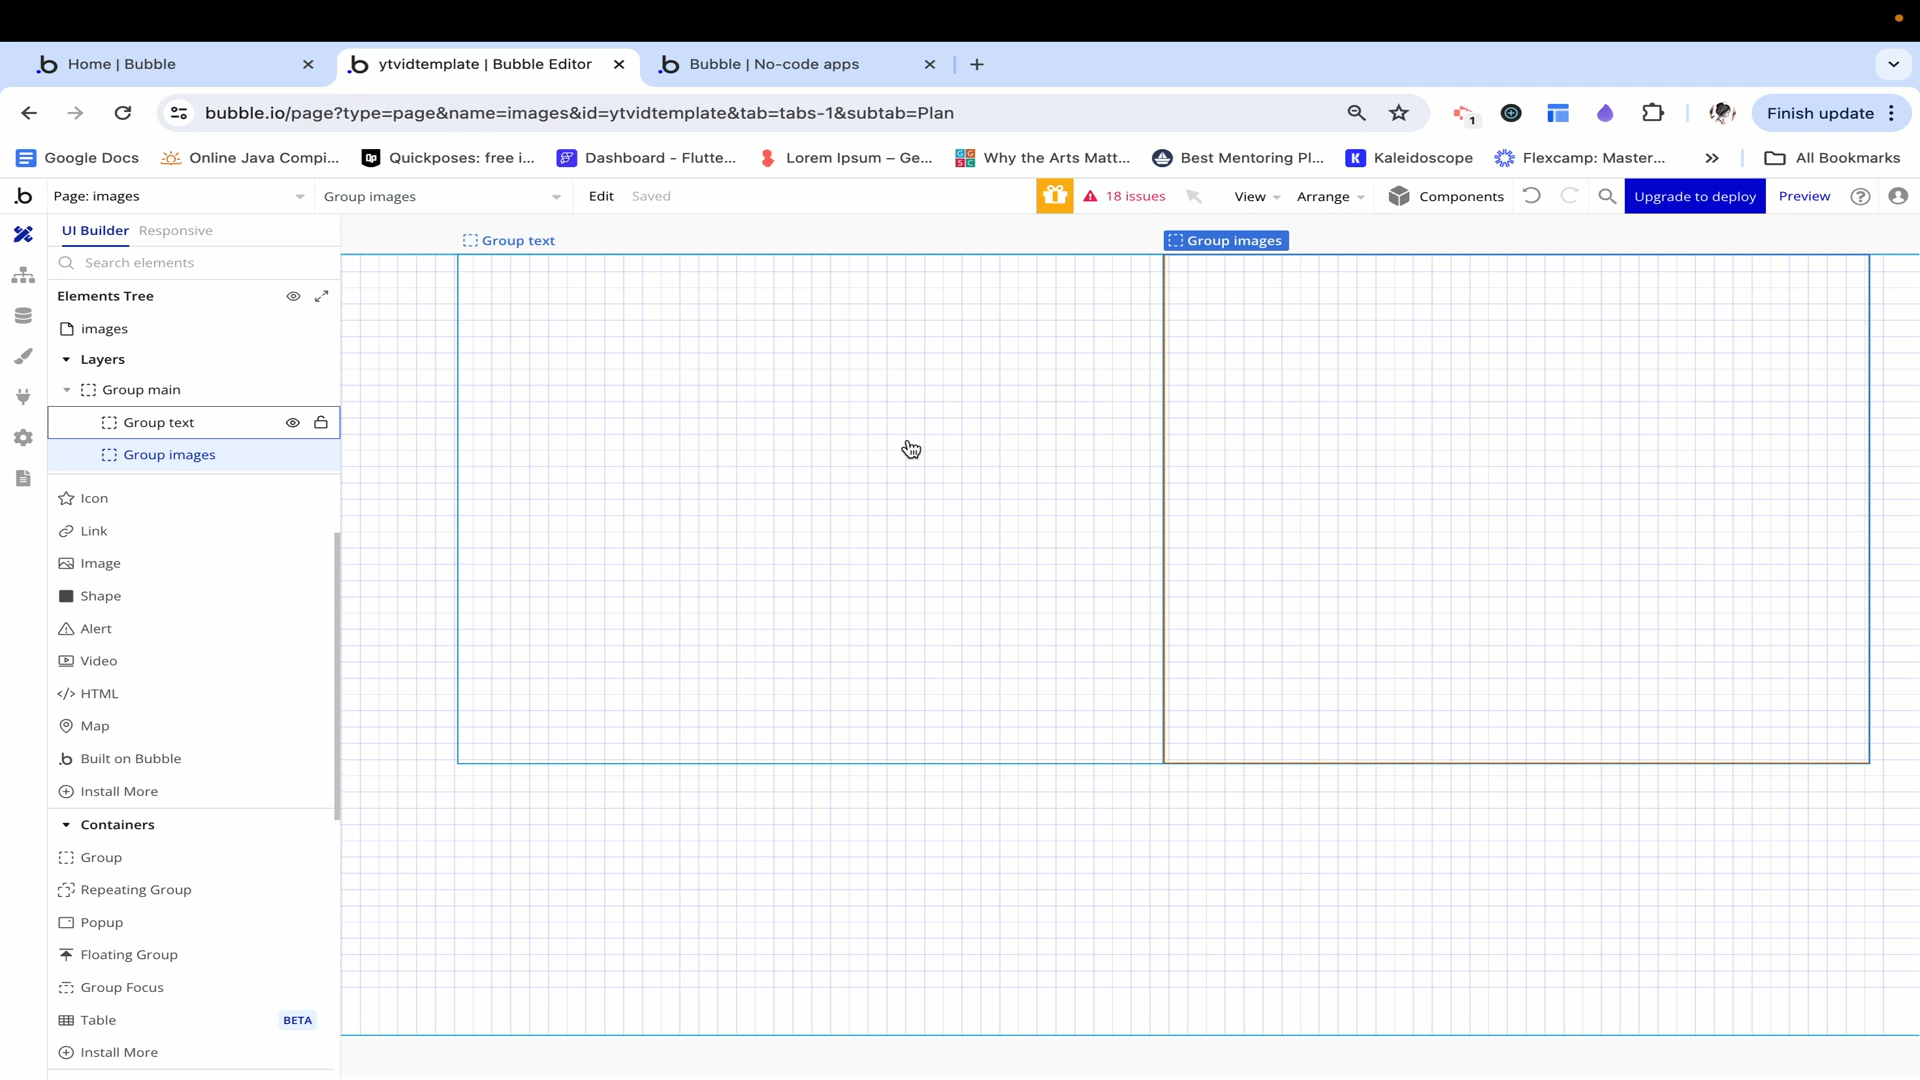 Home | Bubble
ytvidtemplate | Bubble Editor
Bubble | No-code apps
bubble.io/page?type=page&name=images&id=ytvidtemplate&tab=tabs-1&subtab=Plan
1
Finish update
Google Docs
Online Java Compi...
Quickposes: free i...
Dashboard - Flutte...
Lorem Ipsum – Ge...
Why the Arts Matt...
Best Mentoring Pl...
Kaleidoscope
Flexcamp: Master...
All Bookmarks
Page: images
Group images
Edit
Saved
18 issues
View
Arrange
Components
Upgrade to deploy
Preview
UI Builder
Responsive
Search elements
Elements Tree
images
Layers
Group main
Group text
Group images
Icon
Link
Image
Shape
Alert
Video
HTML
Map
Built on Bubble
Install More
Containers
Group
Repeating Group
Popup
Floating Group
Group Focus
Table
BETA
Install More
Group text
Group images